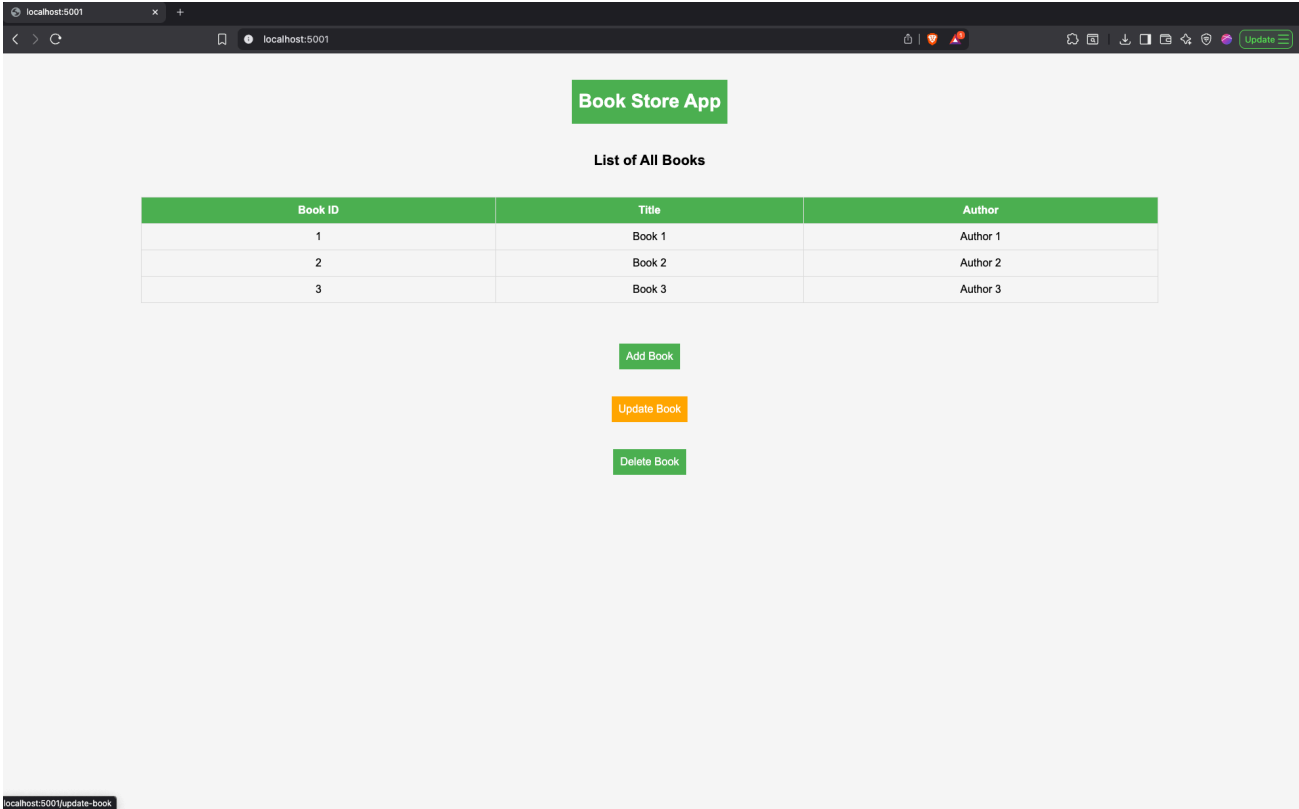 localhost:5001
localhost:5001
Update
Book Store App
List of All Books
Book ID Title Author
1 Book 1 Author 1
2 Book 2 Author 2
3 Book 3 Author 3
Add Book
Update Book
Delete Book
localhost:5001/update-book